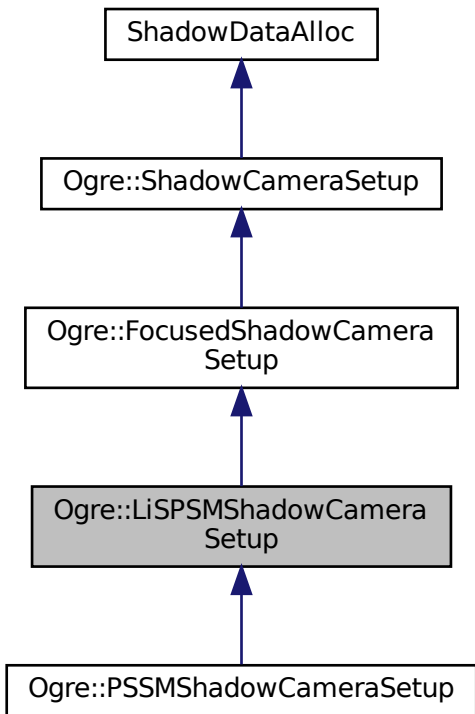 ShadowDataAlloc
Ogre::ShadowCameraSetup
Ogre::FocusedShadowCamera
Setup
Ogre::LiSPSMShadowCamera
Setup
Ogre::PSSMShadowCameraSetup